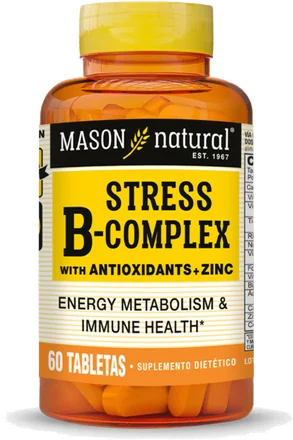 MASON natural®
EST. 1967
STRESS
B-COMPLEX
WITH ANTIOXIDANTS+ZINC
ENERGY METABOLISM &
IMMUNE HEALTH*
60 TABLETAS • SUPLEMENTO DIETÉTICO